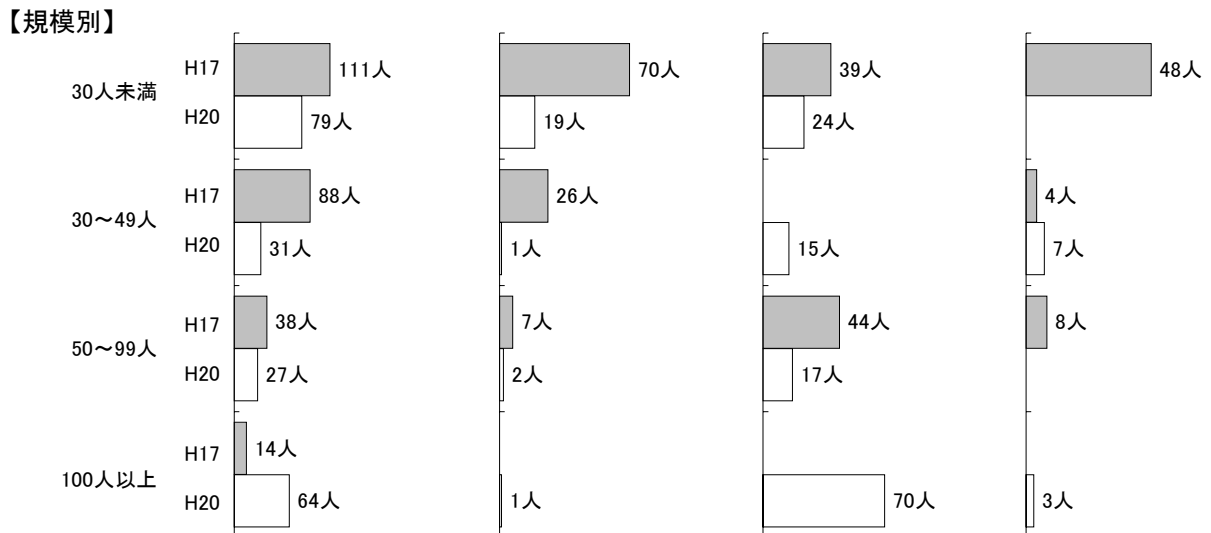 【規模別】
30人未満
H17 111人 70人 39人 48人
H20 79人 19人 24人
30～49人
H17 88人 26人 4人
H20 31人 1人 15人 7人
50～99人
H17 38人 7人 44人 8人
H20 27人 2人 17人
100人以上
H17 14人
H20 64人 1人 70人 3人